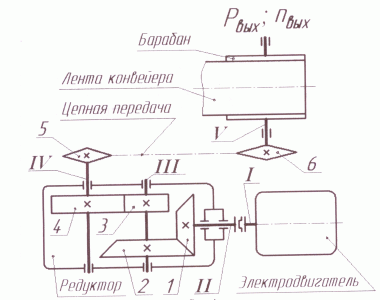 Pвых; nвых
Барабан
Лента конвейера
Цепная передача
5
IV
III
V
6
I
4
3
Редуктор
2
1
II
Электродвигатель